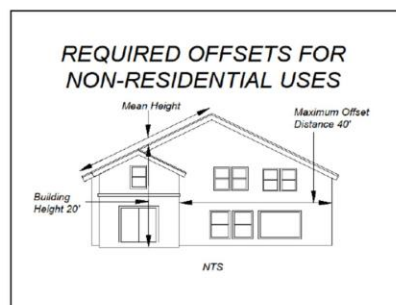 REQUIRED OFFSETS FOR
NON-RESIDENTIAL USES
Mean Height
Maximum Offset
Distance 40'
Building
Height 20'
NTS